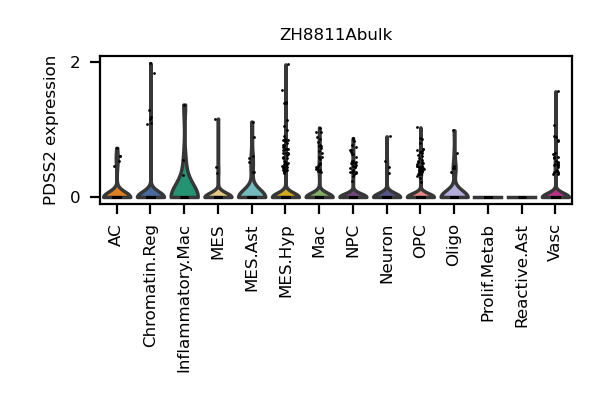 ZH8811Abulk
PDSS2 expression
2
0
AC
Chromatin.Reg
Inflammatory.Mac
MES
MES.Ast
MES.Hyp
Mac
NPC
Neuron
OPC
Oligo
Prolif.Metab
Reactive.Ast
Vasc